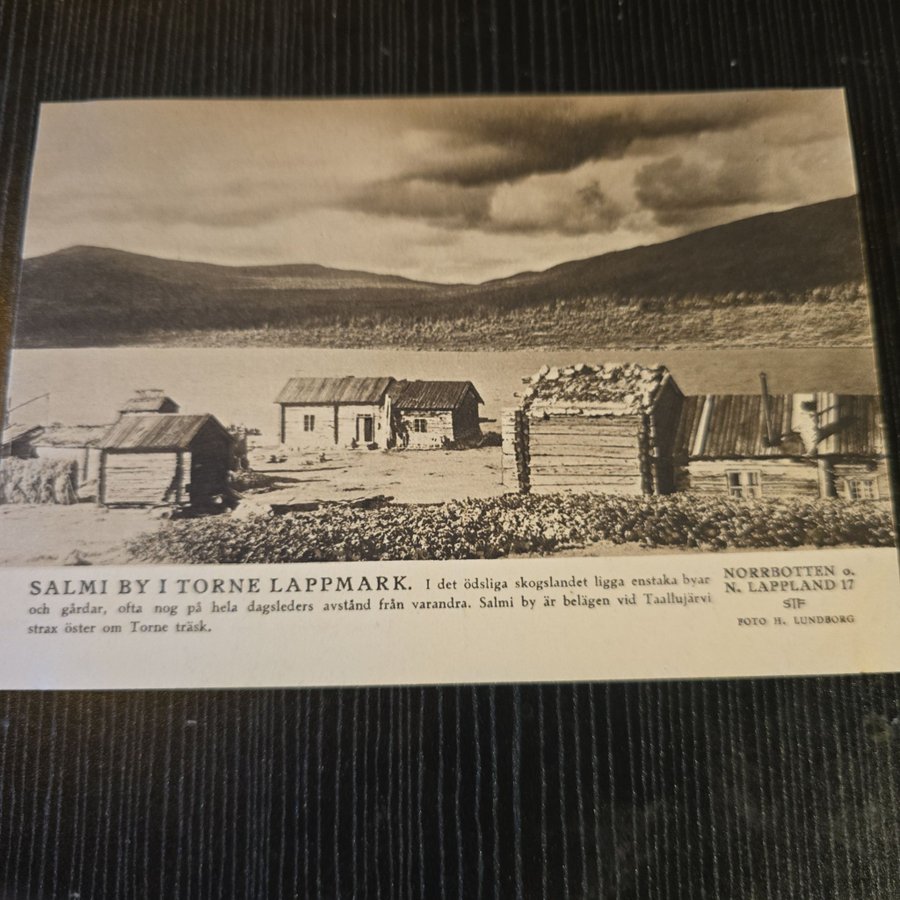 SALMI BY I TORNE LAPPMARK. I det ödsliga skogslandet ligga enstaka byar
och gårdar, ofta nog på hela dagsleders avstånd från varandra. Salmi by är belägen vid Taallujärvi
strax öster om Torne träsk.
NORRBOTTEN o.
N. LAPPLAND 17
STF
FOTO H. LUNDBORG